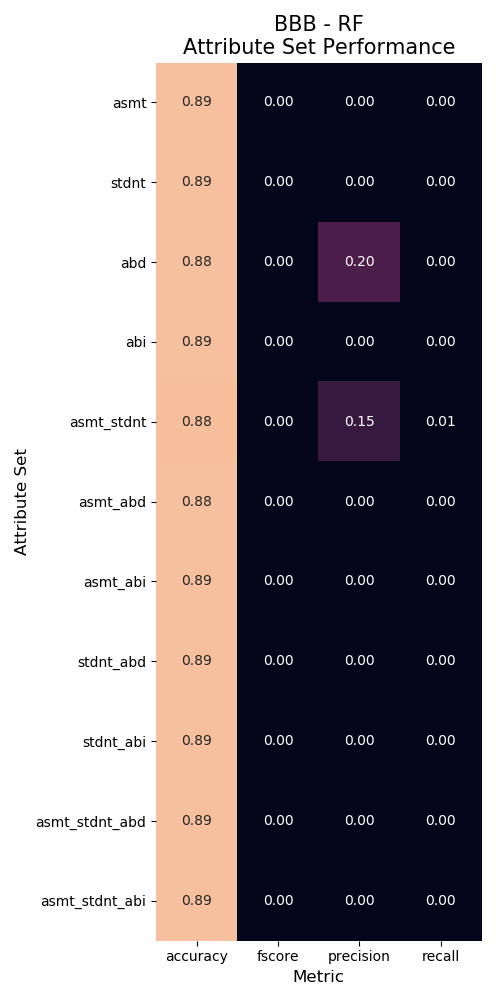 BBB - RF
Attribute Set Performance
asmt 0.89 0.00 0.00 0.00
stdnt 0.89 0.00 0.00 0.00
abd 0.88 0.00 0.20 0.00
abi 0.89 0.00 0.00 0.00
asmt_stdnt 0.88 0.00 0.15 0.01
asmt_abd 0.88 0.00 0.00 0.00
asmt_abi 0.89 0.00 0.00 0.00
stdnt_abd 0.89 0.00 0.00 0.00
stdnt_abi 0.89 0.00 0.00 0.00
asmt_stdnt_abd 0.89 0.00 0.00 0.00
asmt_stdnt_abi 0.89 0.00 0.00 0.00
Attribute Set
accuracy fscore precision recall
Metric